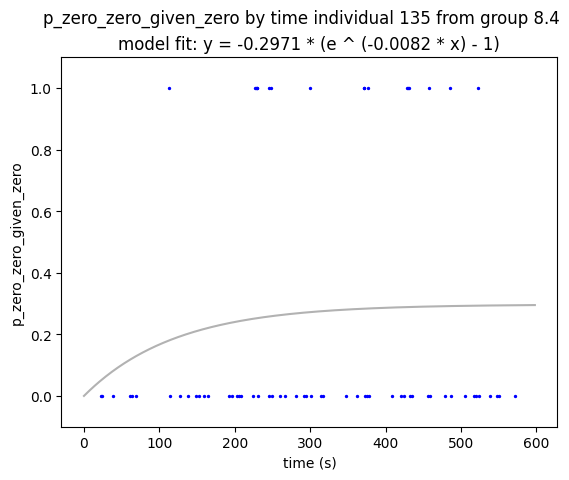 p_zero_zero_given_zero by time individual 135 from group 8.4
model fit: y = -0.2971 * (e ^ (-0.0082 * x) - 1)
p_zero_zero_given_zero
1.0
0.8
0.6
0.4
0.2
0.0
0 100 200 300 400 500 600
time (s)